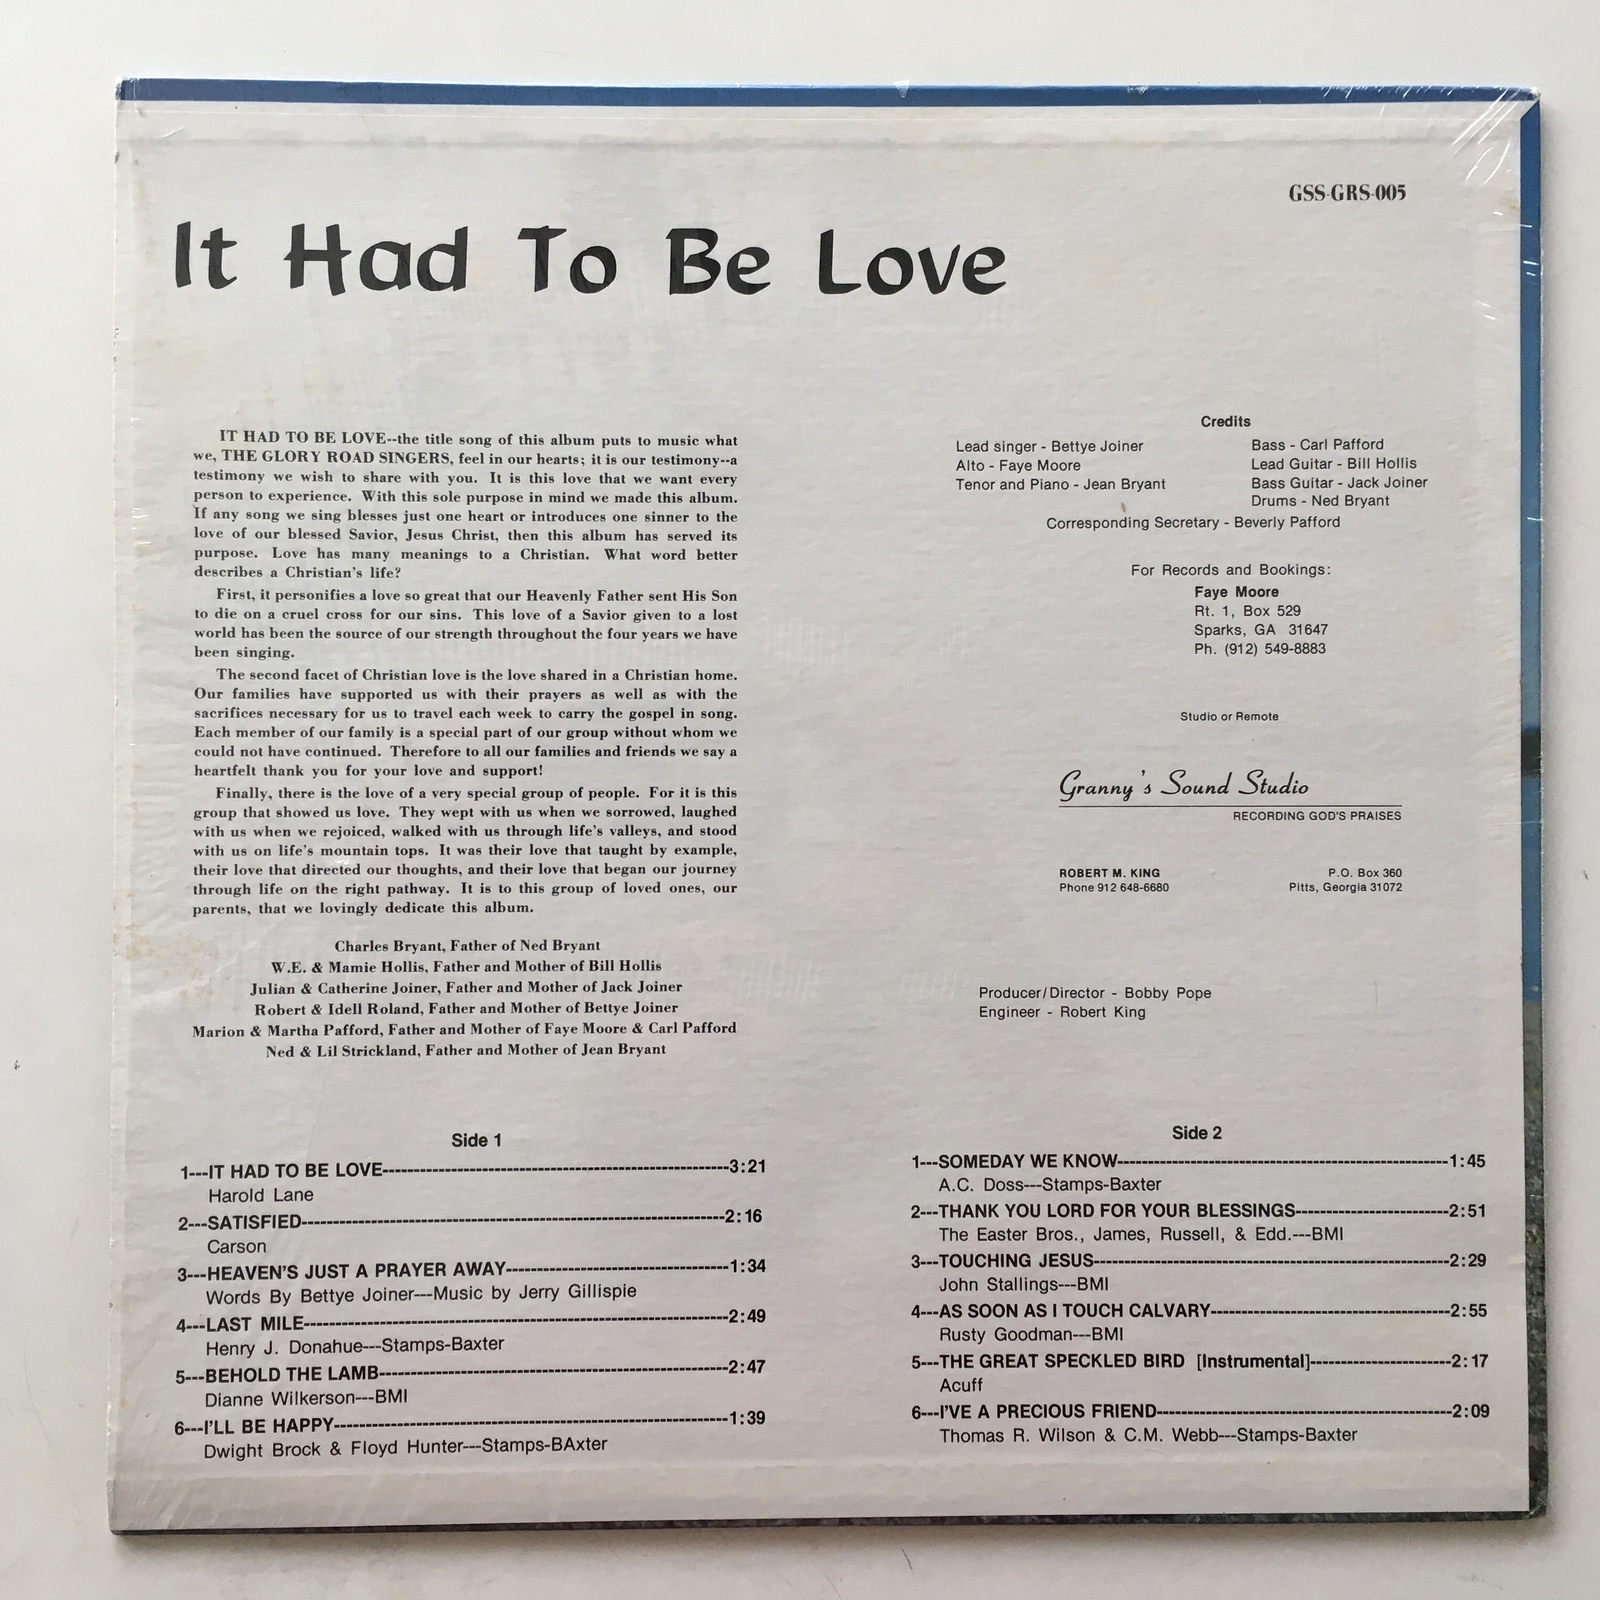 GSS-GRS-005
It Had To Be Love
IT HAD TO BE LOVE--the title song of this album puts to music what
we, THE GLORY ROAD SINGERS, feel in our hearts; it is our testimony--a
testimony we wish to share with you. It is this love that we want every
person to experience. With this sole purpose in mind we made this album.
If any song we sing blesses just one heart or introduces one sinner to the
love of our blessed Savior, Jesus Christ, then this album has served its
purpose. Love has many meanings to a Christian. What word better
describes a Christian's life?
First, it personifies a love so great that our Heavenly Father sent His Son
to die on a cruel cross for our sins. This love of a Savior given to a lost
world has been the source of our strength throughout the four years we have
been singing.
The second facet of Christian love is the love shared in a Christian home.
Our families have supported us with their prayers as well as with the
sacrifices necessary for us to travel each week to carry the gospel in song.
Each member of our family is a special part of our group without whom we
could not have continued. Therefore to all our families and friends we say a
heartfelt thank you for your love and support!
Finally, there is the love of a very special group of people. For it is this
group that showed us love. They wept with us when we sorrowed, laughed
with us when we rejoiced, walked with us through life's valleys, and stood
with us on life's mountain tops. It was their love that taught by example,
their love that directed our thoughts, and their love that began our journey
through life on the right pathway. It is to this group of loved ones, our
parents, that we lovingly dedicate this album.
Charles Bryant, Father of Ned Bryant
W.E. & Mamie Hollis, Father and Mother of Bill Hollis
Julian & Catherine Joiner, Father and Mother of Jack Joiner
Robert & Idell Roland, Father and Mother of Bettye Joiner
Marion & Martha Pafford, Father and Mother of Faye Moore & Carl Pafford
Ned & Lil Strickland, Father and Mother of Jean Bryant
Credits
Lead singer - Bettye Joiner
Alto - Faye Moore
Tenor and Piano - Jean Bryant
Bass - Carl Pafford
Lead Guitar - Bill Hollis
Bass Guitar - Jack Joiner
Drums - Ned Bryant
Corresponding Secretary - Beverly Pafford
For Records and Bookings:
Faye Moore
Rt. 1, Box 529
Sparks, GA 31647
Ph. (912) 549-8883
Studio or Remote
Granny's Sound Studio
RECORDING GOD'S PRAISES
ROBERT M. KING
Phone 912 648-6680
P.O. Box 360
Pitts, Georgia 31072
Producer/Director - Bobby Pope
Engineer - Robert King
Side 1
1---IT HAD TO BE LOVE---3:21
Harold Lane
2---SATISFIED---2:16
Carson
3---HEAVEN'S JUST A PRAYER AWAY---1:34
Words By Bettye Joiner---Music by Jerry Gillispie
4---LAST MILE---2:49
Henry J. Donahue---Stamps-Baxter
5---BEHOLD THE LAMB---2:47
Dianne Wilkerson---BMI
6---I'LL BE HAPPY---1:39
Dwight Brock & Floyd Hunter---Stamps-BAxter
Side 2
1---SOMEDAY WE KNOW---1:45
A.C. Doss---Stamps-Baxter
2---THANK YOU LORD FOR YOUR BLESSINGS---2:51
The Easter Bros., James, Russell, & Edd.---BMI
3---TOUCHING JESUS---2:29
John Stallings---BMI
4---AS SOON AS I TOUCH CALVARY---2:55
Rusty Goodman---BMI
5---THE GREAT SPECKLED BIRD [Instrumental]---2:17
Acuff
6---I'VE A PRECIOUS FRIEND---2:09
Thomas R. Wilson & C.M. Webb---Stamps-Baxter